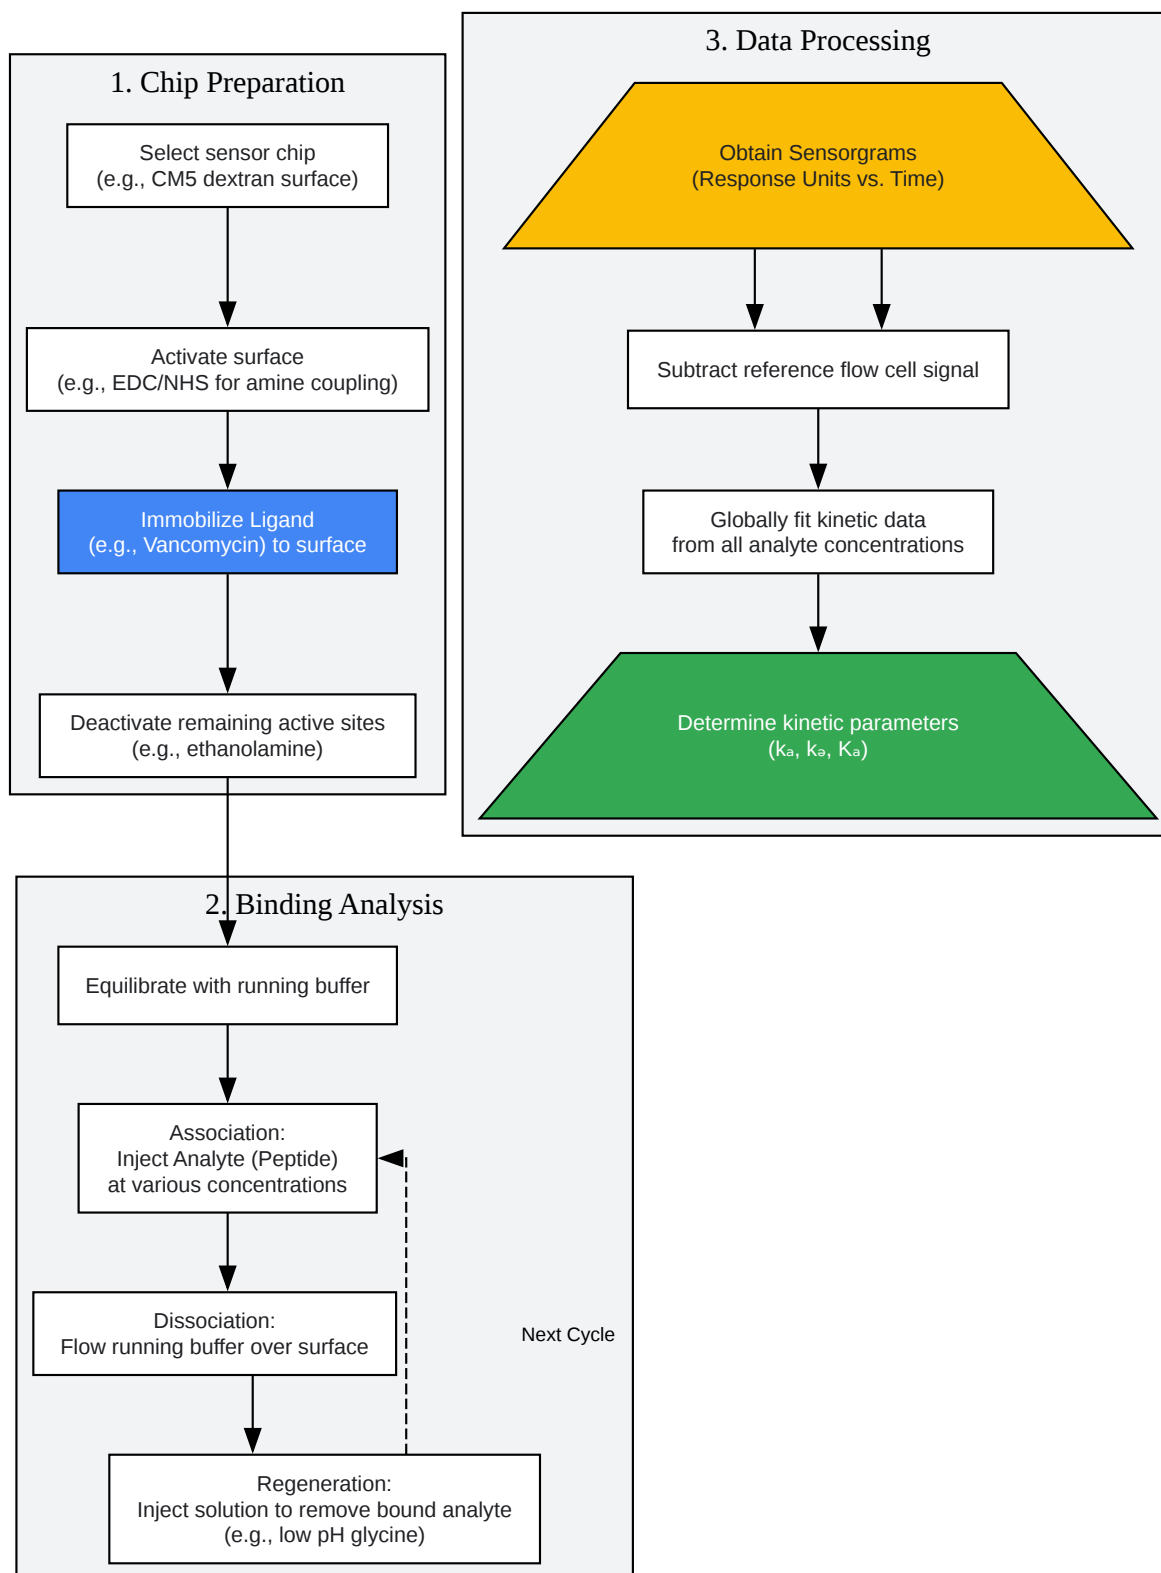 1. Chip Preparation
Select sensor chip
(e.g., CM5 dextran surface)
Activate surface
(e.g., EDC/NHS for amine coupling)
Immobilize Ligand
(e.g., Vancomycin) to surface
Deactivate remaining active sites
(e.g., ethanolamine)
2. Binding Analysis
Equilibrate with running buffer
Association:
Inject Analyte (Peptide)
at various concentrations
Dissociation:
Flow running buffer over surface
Next Cycle
Regeneration:
Inject solution to remove bound analyte
(e.g., low pH glycine)
3. Data Processing
Obtain Sensorgrams
(Response Units vs. Time)
Subtract reference flow cell signal
Globally fit kinetic data
from all analyte concentrations
Determine kinetic parameters
(kₐ, kₔ, Kₐ)